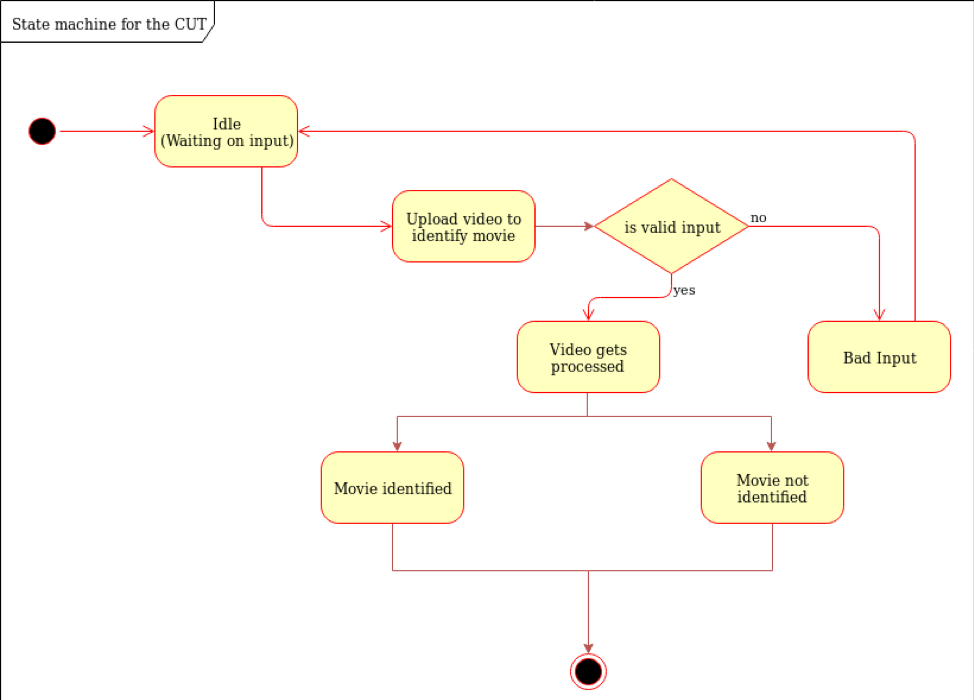 State machine for the CUT
Idle
(Waiting on input)
Upload video to
identify movie
is valid input
no
yes
Video gets
processed
Bad Input
Movie identified
Movie not
identified